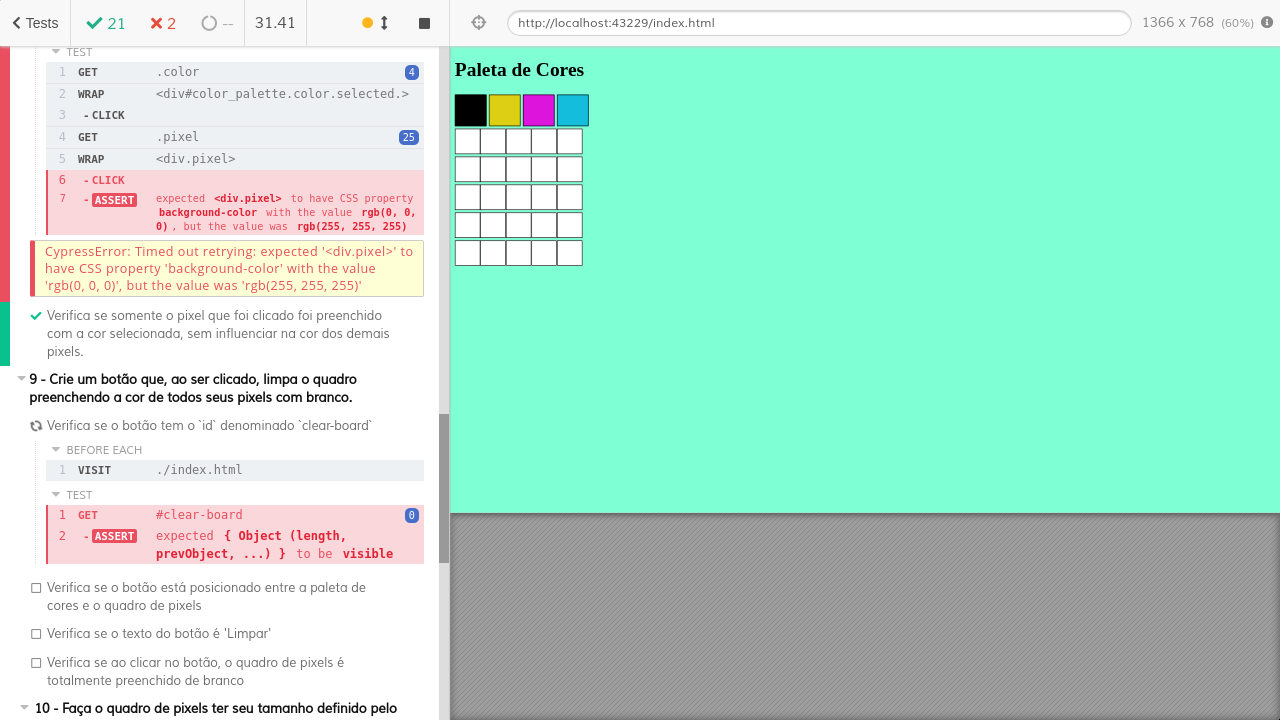 Tests 21 2 -- 31.41 http://localhost:43229/index.html 1366 x 768 (60%)
TEST
1 GET .color 4
2 WRAP <div#color_palette.color.selected.>
3 - CLICK
4 GET .pixel 25
5 WRAP <div.pixel>
6 - CLICK
7 - ASSERT expected <div.pixel> to have CSS property
background-color with the value rgb(0, 0,
0) , but the value was rgb(255, 255, 255)
CypressError: Timed out retrying: expected '<div.pixel>' to
have CSS property 'background-color' with the value
'rgb(0, 0, 0)', but the value was 'rgb(255, 255, 255)'
Verifica se somente o pixel que foi clicado foi preenchido
com a cor selecionada, sem influenciar na cor dos demais
pixels.
9 - Crie um botão que, ao ser clicado, limpa o quadro
preenchendo a cor de todos seus pixels com branco.
Verifica se o botão tem o `id` denominado `clear-board`
BEFORE EACH
1 VISIT ./index.html
TEST
1 GET #clear-board 0
2 - ASSERT expected { Object (length,
prevObject, ...) } to be visible
Verifica se o botão está posicionado entre a paleta de
cores e o quadro de pixels
Verifica se o texto do botão é 'Limpar'
Verifica se ao clicar no botão, o quadro de pixels é
totalmente preenchido de branco
10 - Faça o quadro de pixels ter seu tamanho definido pelo
Paleta de Cores